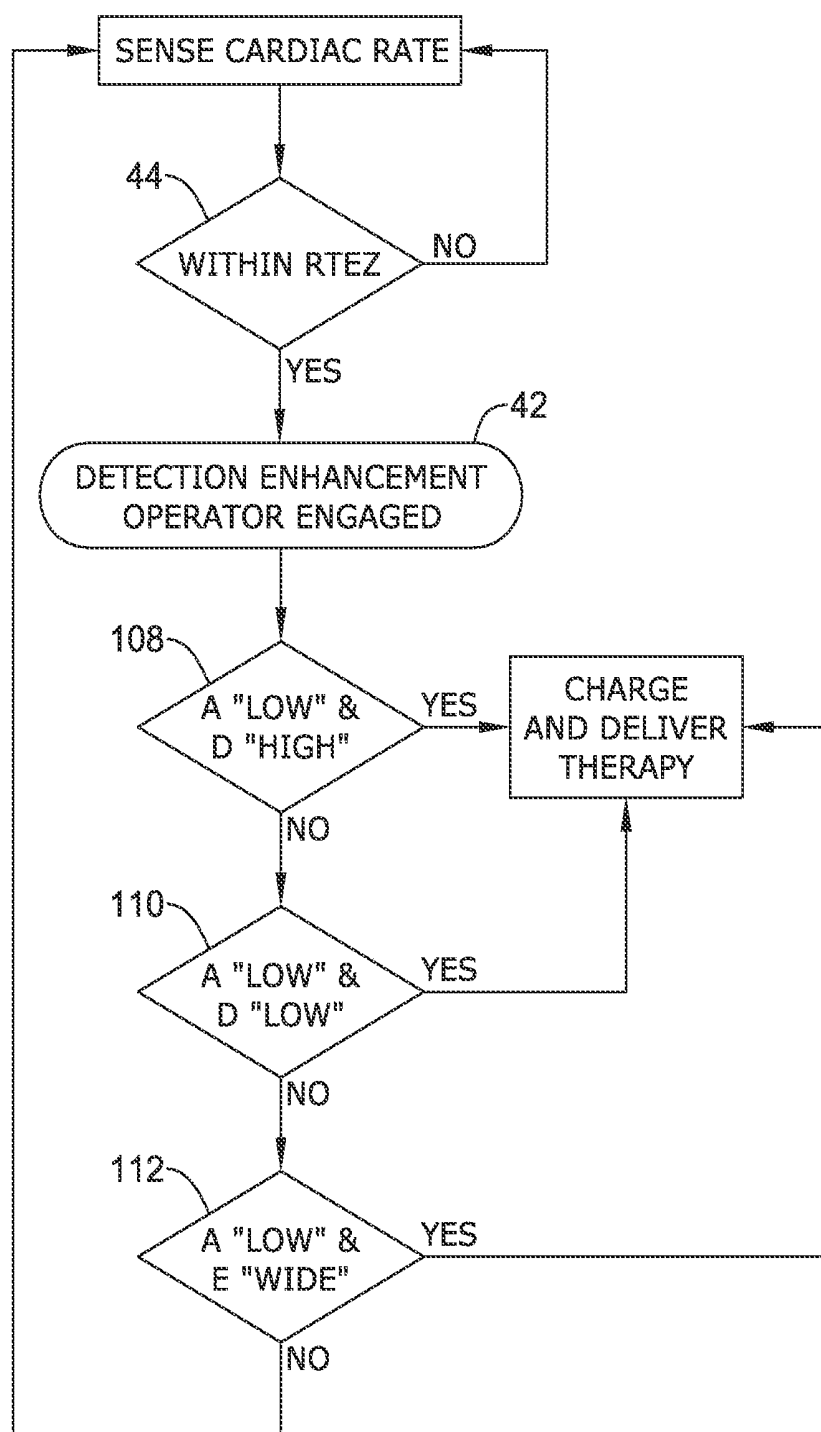 SENSE CARDIAC RATE
44
WITHIN RTEZ
NO
YES
42
DETECTION ENHANCEMENT
OPERATOR ENGAGED
108
A "LOW" &
D "HIGH"
YES
CHARGE
AND DELIVER
THERAPY
NO
110
A "LOW" &
D "LOW"
YES
NO
112
A "LOW" &
E "WIDE"
YES
NO